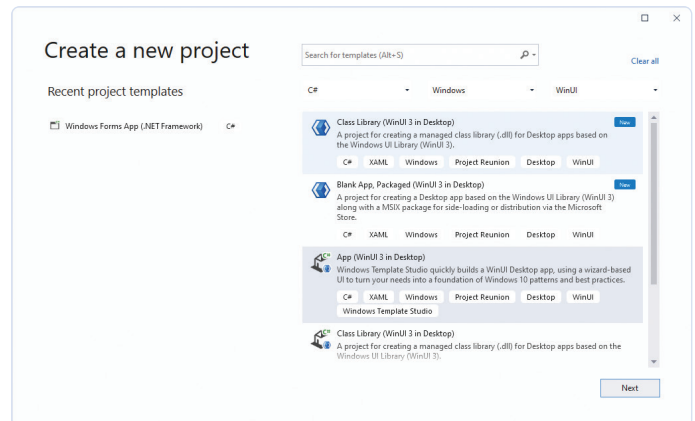 Create a new project
Search for templates (Alt+S)
Clear all
Recent project templates
C# Windows WinUI
Windows Forms App (.NET Framework) C#
Class Library (WinUI 3 in Desktop) New
A project for creating a managed class library (.dll) for Desktop apps based on
the Windows UI Library (WinUI 3).
C# XAML Windows Project Reunion Desktop WinUI
Blank App, Packaged (WinUI 3 in Desktop) New
A project for creating a Desktop app based on the Windows UI Library (WinUI 3)
along with a MSIX package for side-loading or distribution via the Microsoft
Store.
C# XAML Windows Project Reunion Desktop WinUI
App (WinUI 3 in Desktop)
Windows Template Studio quickly builds a WinUI Desktop app, using a wizard-based
UI to turn your needs into a foundation of Windows 10 patterns and best practices.
C# XAML Windows Project Reunion Desktop WinUI
Windows Template Studio
Class Library (WinUI 3 in Desktop)
A project for creating a managed class library (.dll) for Desktop apps based on the
Windows UI Library (WinUI 3).
Next